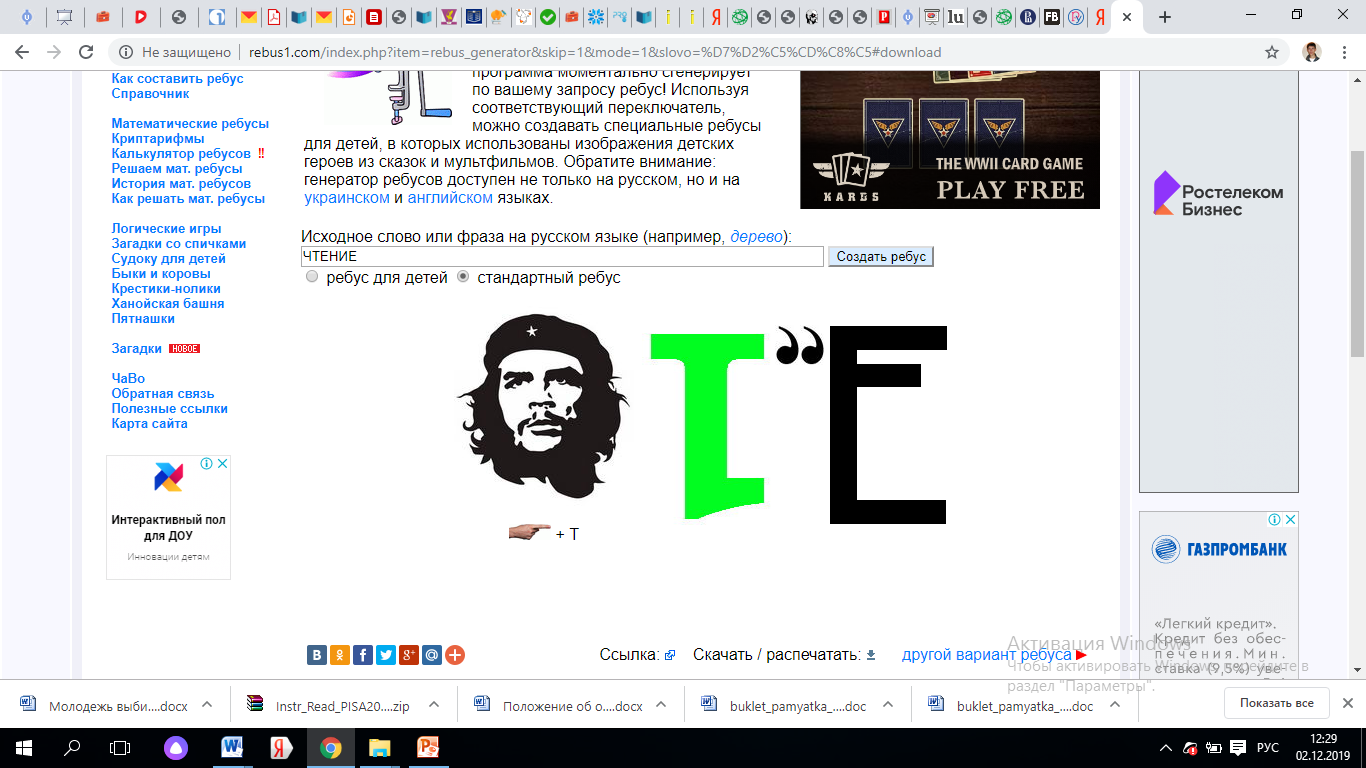 Не защищено
rebus1.com/index.php?item=rebus_generator&skip=1&mode=1&slovo=%D7%D2%C5%CD%C8%C5#download
Как составить ребус
Справочник
Математические ребусы
Криптарифмы
Калькулятор ребусов !!
Решаем мат. ребусы
История мат. ребусов
Как решать мат. ребусы
Логические игры
Загадки со спичками
Судоку для детей
Быки и коровы
Крестики-нолики
Ханойская башня
Пятнашки
Загадки НОВОЕ
ЧаВо
Обратная связь
Полезные ссылки
Карта сайта
Интерактивный пол
для ДОУ
Инновации детям
программа моментально сгенерирует
по вашему запросу ребус! Используя
соответствующий переключатель,
можно создавать специальные ребусы
для детей, в которых использованы изображения детских
героев из сказок и мультфильмов. Обратите внимание:
генератор ребусов доступен не только на русском, но и на
украинском и английском языках.
KARDS
THE WWII CARD GAME
PLAY FREE
Исходное слово или фраза на русском языке (например, дерево):
ЧТЕНИЕ
Создать ребус
ребус для детей
стандартный ребус
“
Е
+ Т
Ссылка:
Скачать / распечатать:
другой вариант ребуса
Ростелеком
Бизнес
ГАЗПРОМБАНК
«Легкий кредит».
Кредит без обес-
печения. Мин.
ставка (9,5%) уве-
Активация Windows
Чтобы активировать Windows, перейдите в
раздел "Параметры".
Молодежь выби....docx
Instr_Read_PISA20....zip
Положение об о....docx
buklet_pamyatka_....doc
buklet_pamyatka_....doc
Показать все
РУС
12:29
02.12.2019